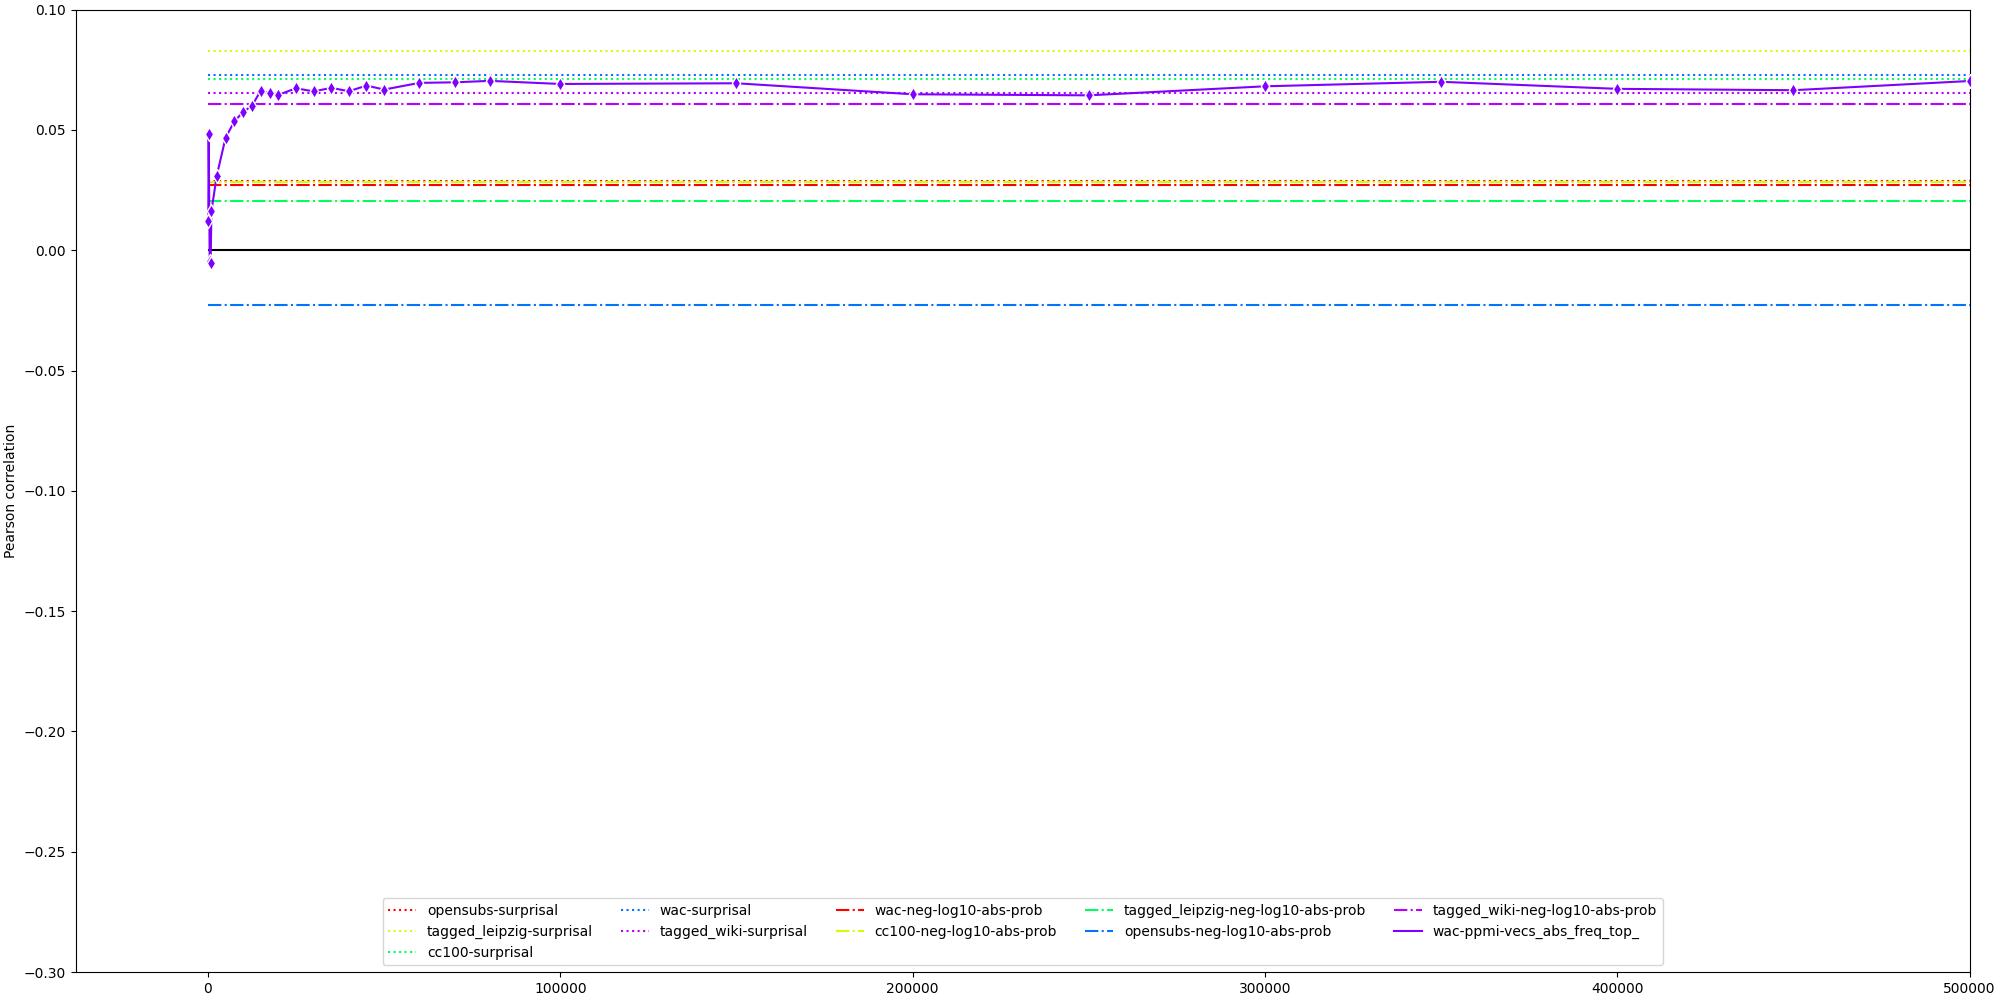 0.10
0.05
0.00
−0.05
−0.10
−0.15
−0.20
−0.25
−0.30
Pearson correlation
opensubs-surprisal
tagged_leipzig-surprisal
cc100-surprisal
wac-surprisal
tagged_wiki-surprisal
wac-neg-log10-abs-prob
cc100-neg-log10-abs-prob
tagged_leipzig-neg-log10-abs-prob
opensubs-neg-log10-abs-prob
tagged_wiki-neg-log10-abs-prob
wac-ppmi-vecs_abs_freq_top_
0
100000
200000
300000
400000
500000